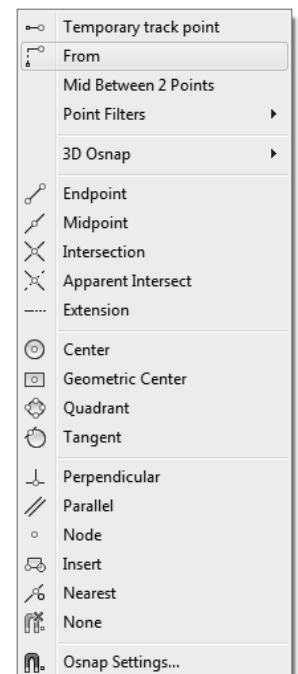 Temporary track point
From
Mid Between 2 Points
Point Filters
3D Osnap
Endpoint
Midpoint
Intersection
Apparent Intersect
Extension
Center
Geometric Center
Quadrant
Tangent
Perpendicular
Parallel
Node
Insert
Nearest
None
Osnap Settings...